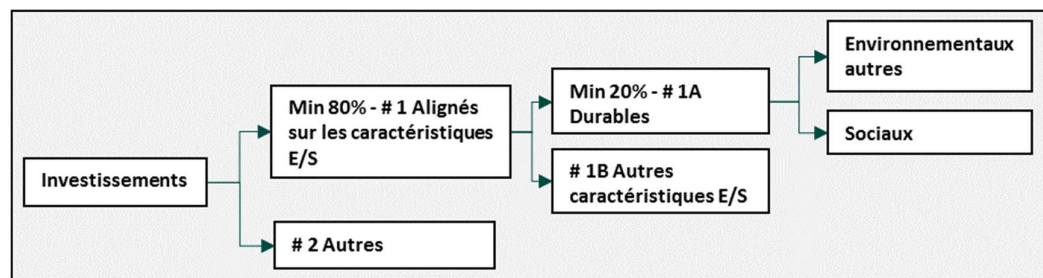 Investissements
Min 80% - # 1 Alignés
sur les caractéristiques
E/S
# 2 Autres
Min 20% - # 1A
Durables
# 1B Autres
caractéristiques E/S
Environnementaux
autres
Sociaux